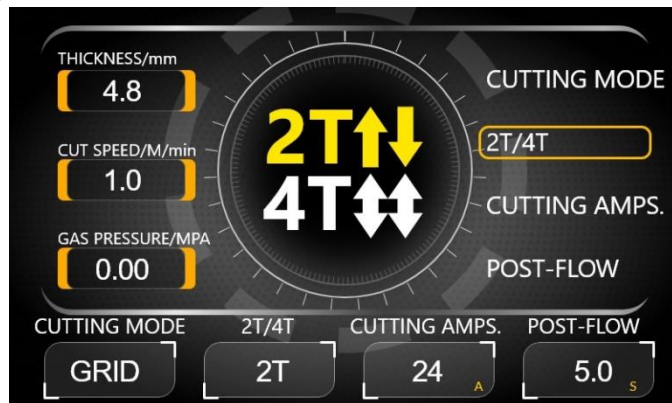 THICKNESS/mm
4.8
CUT SPEED/M/min
1.0
GAS PRESSURE/MPA
0.00
2T
4T
CUTTING MODE
2T/4T
CUTTING AMPS.
POST-FLOW
CUTTING MODE 2T/4T CUTTING AMPS. POST-FLOW
GRID 2T 24 A 5.0 S